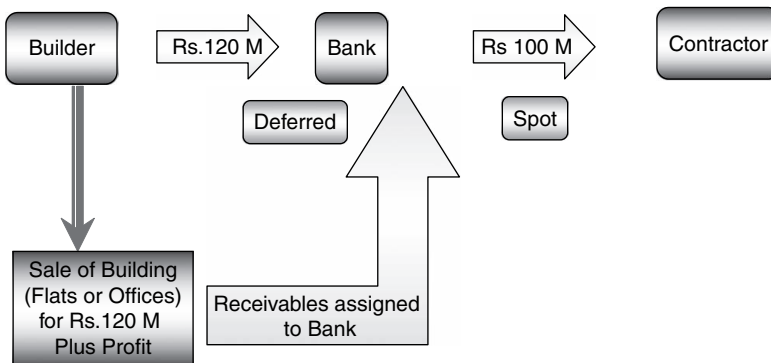 Builder
Rs.120 M
Bank
Rs 100 M
Contractor
Deferred
Spot
Sale of Building
(Flats or Offices)
for Rs.120 M
Plus Profit
Receivables assigned
to Bank